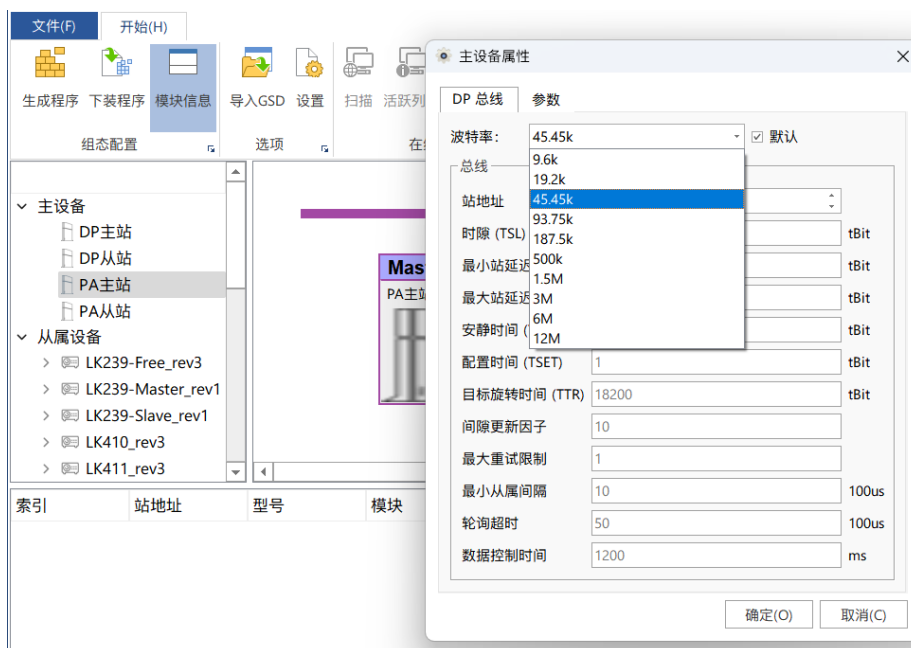 文件(F) 开始(H)
生成程序 下装程序 模块信息 导入GSD 设置 扫描 活跃列
组态配置 选项
主设备
DP主站
DP从站
PA主站
PA从站
从属设备
LK239-Free_rev3
LK239-Master_rev1
LK239-Slave_rev1
LK410_rev3
LK411_rev3
Mas
PA主
索引 站地址 型号 模块
主设备属性
DP 总线 参数
波特率: 45.45k 默认
9.6k
19.2k
45.45k
93.75k
187.5k
500k
1.5M
3M
6M
12M
总线
站地址
时隙 (TSL) tBit
最小站延迟 tBit
最大站延迟 tBit
安静时间 ( tBit
配置时间 (TSET) 1 tBit
目标旋转时间 (TTR) 18200 tBit
间隙更新因子 10
最大重试限制 1
最小从属间隔 10 100us
轮询超时 50 100us
数据控制时间 1200 ms
确定(O) 取消(C)